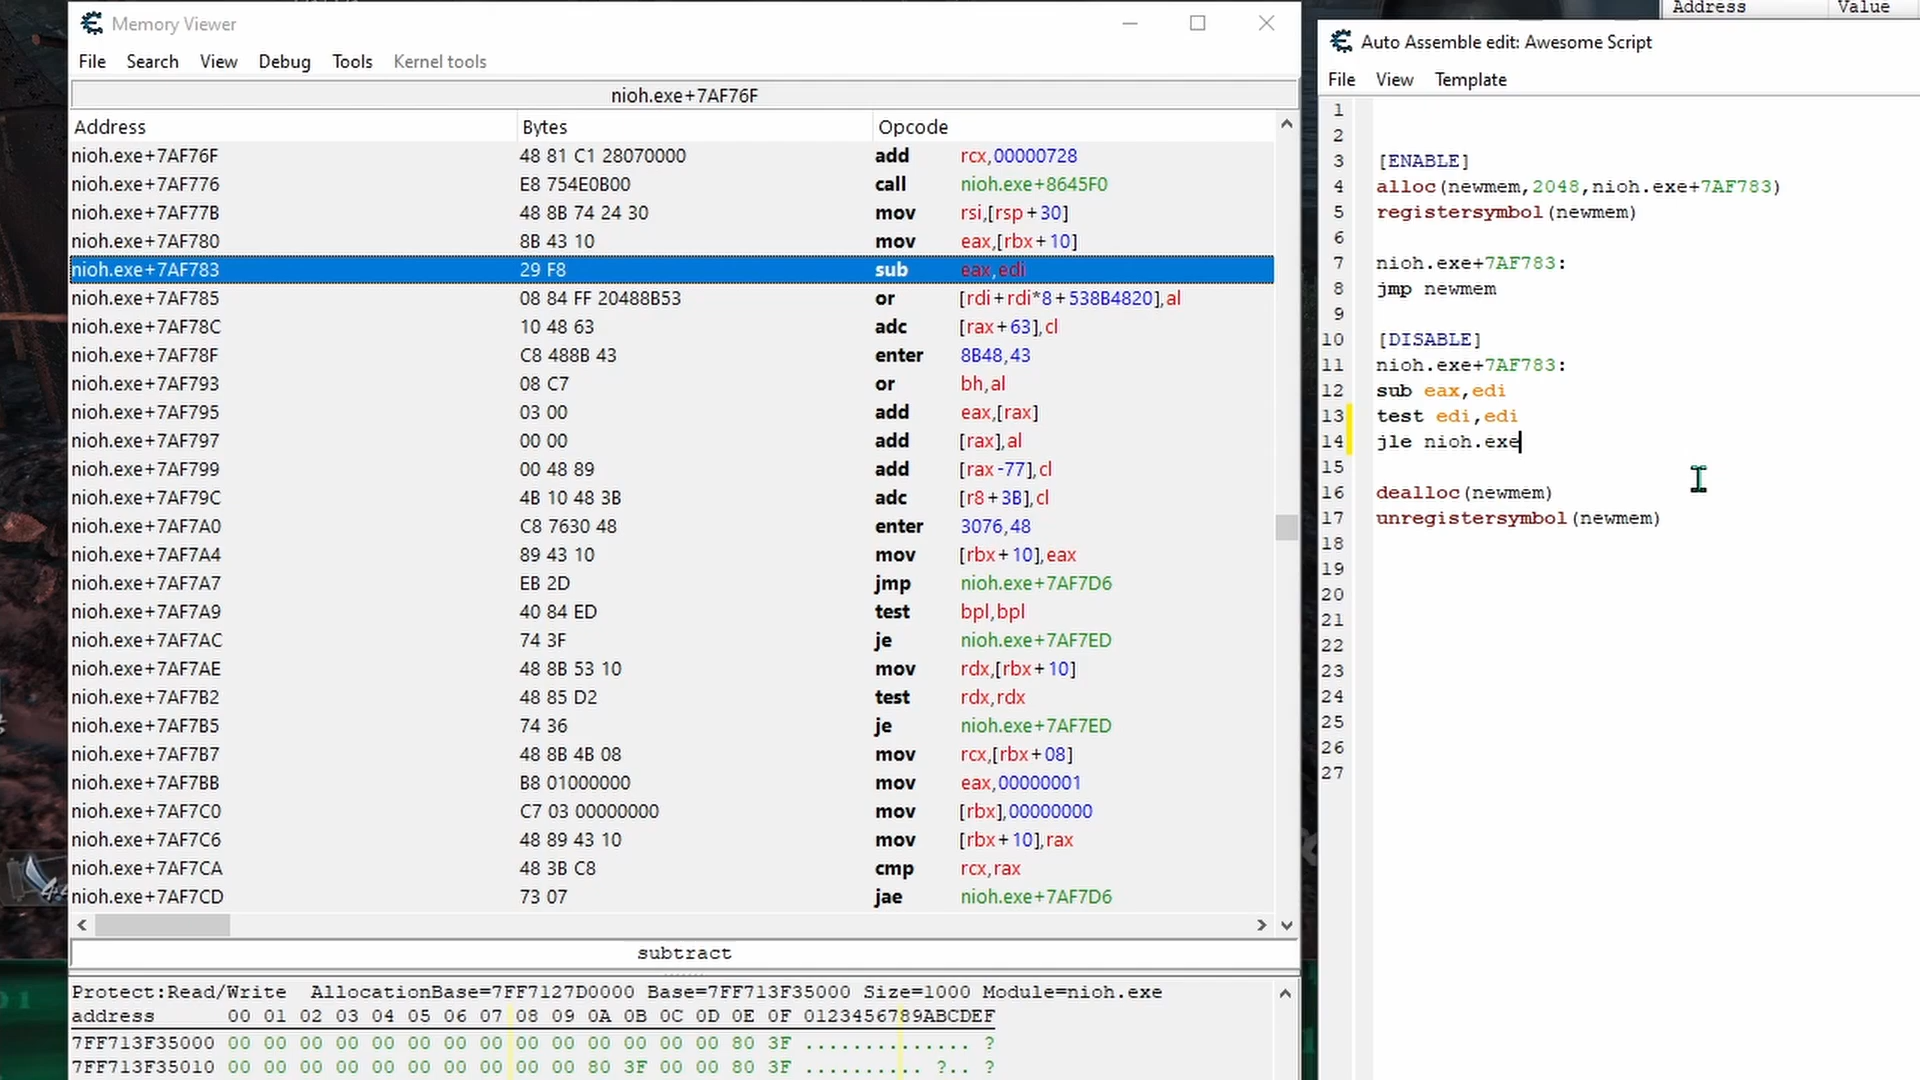 Memory Viewer
File Search View Debug Tools Kernel tools
nioh.exe+7AF76F
Address Bytes Opcode
nioh.exe+7AF76F 48 81 C1 28070000 add rcx,00000728
nioh.exe+7AF776 E8 754E0B00 call nioh.exe+8645F0
nioh.exe+7AF77B 48 8B 74 24 30 mov rsi,[rsp+30]
nioh.exe+7AF780 8B 43 10 mov eax,[rbx+10]
nioh.exe+7AF783 29 F8 sub eax,edi
nioh.exe+7AF785 08 84 FF 20488B53 or [rdi+rdi*8+538B4820],al
nioh.exe+7AF78C 10 48 63 adc [rax+63],cl
nioh.exe+7AF78F C8 488B 43 enter 8B48,43
nioh.exe+7AF793 08 C7 or bh,al
nioh.exe+7AF795 03 00 add eax,[rax]
nioh.exe+7AF797 00 00 add [rax],al
nioh.exe+7AF799 00 48 89 add [rax-77],cl
nioh.exe+7AF79C 4B 10 48 3B adc [r8+3B],cl
nioh.exe+7AF7A0 C8 7630 48 enter 3076,48
nioh.exe+7AF7A4 89 43 10 mov [rbx+10],eax
nioh.exe+7AF7A7 EB 2D jmp nioh.exe+7AF7D6
nioh.exe+7AF7A9 40 84 ED test bpl,bpl
nioh.exe+7AF7AC 74 3F je nioh.exe+7AF7ED
nioh.exe+7AF7AE 48 8B 53 10 mov rdx,[rbx+10]
nioh.exe+7AF7B2 48 85 D2 test rdx,rdx
nioh.exe+7AF7B5 74 36 je nioh.exe+7AF7ED
nioh.exe+7AF7B7 48 8B 4B 08 mov rcx,[rbx+08]
nioh.exe+7AF7BB B8 01000000 mov eax,00000001
nioh.exe+7AF7C0 C7 03 00000000 mov [rbx],00000000
nioh.exe+7AF7C6 48 89 43 10 mov [rbx+10],rax
nioh.exe+7AF7CA 48 3B C8 cmp rcx,rax
nioh.exe+7AF7CD 73 07 jae nioh.exe+7AF7D6
subtract
Protect:Read/Write AllocationBase=7FF7127D0000 Base=7FF713F35000 Size=1000 Module=nioh.exe
address 00 01 02 03 04 05 06 07 08 09 0A 0B 0C 0D 0E 0F 0123456789ABCDEF
7FF713F35000 00 00 00 00 00 00 00 00 00 00 00 00 00 00 80 3F .............. ?
7FF713F35010 00 00 00 00 00 00 00 00 00 00 80 3F 00 00 80 3F .......... ?.. ?
Address Value
Auto Assemble edit: Awesome Script
File View Template
1
2
3 [ENABLE]
4 alloc(newmem,2048,nioh.exe+7AF783)
5 registersymbol(newmem)
6
7 nioh.exe+7AF783:
8 jmp newmem
9
10 [DISABLE]
11 nioh.exe+7AF783:
12 sub eax,edi
13 test edi,edi
14 jle nioh.exe
15
16 dealloc(newmem)
17 unregistersymbol(newmem)
18
19
20
21
22
23
24
25
26
27